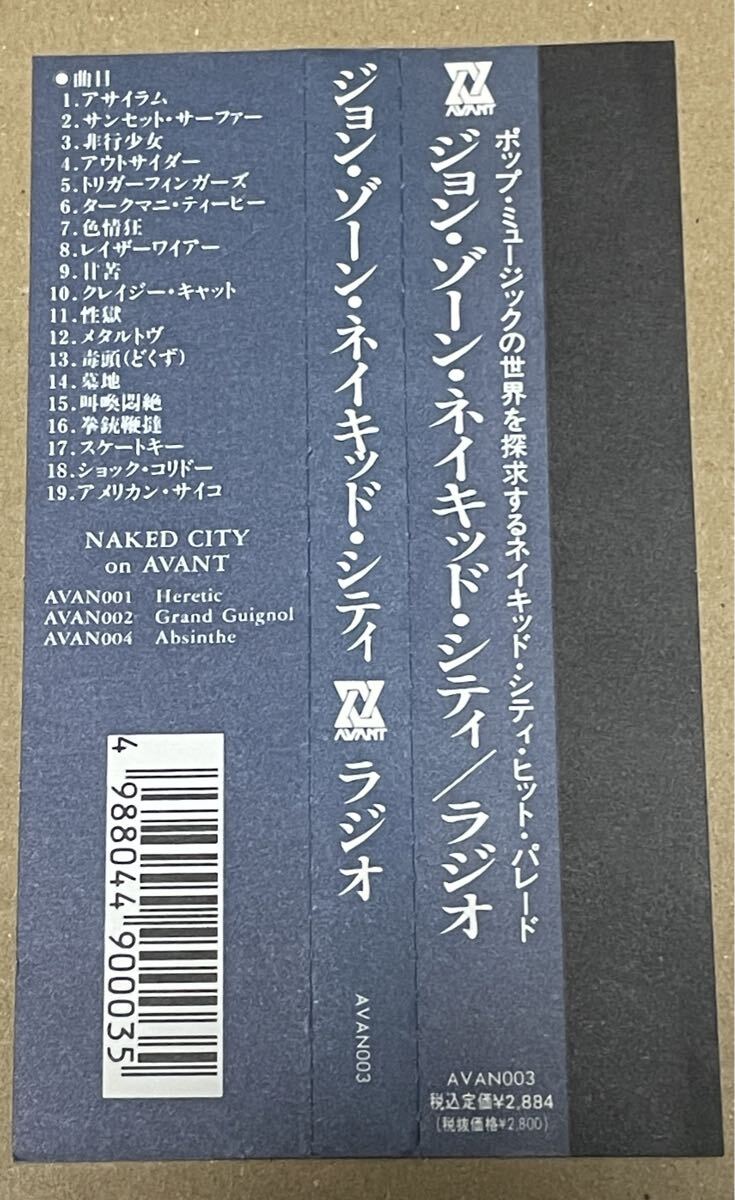 ●曲目
1.アサイラム
2.サンセット・サーファー
3.非行少女
4.アウトサイダー
5.トリガーフィンガーズ
6.タークマニ・ティーピー
7.色情狂
8.レイザーワイアー
9.甘苦
10.クレイジー・キャット
11.性獄
12.メタルトヴ
13.毒頭(どくず)
14.墓地
15.叫喚悶絶
16.拳銃鞭撻
17.スケートキー
18.ショック・コリドー
19.アメリカン・サイコ
NAKED CITY
on AVANT
AVAN001 Heretic
AVAN002 Grand Guignol
AVAN004 Absinthe
4 988044 900035
ジョン・ゾーン・ネイキッド・シティ
AVANT
ラジオ
AVAN003
AVANT
ポップ・ミュージックの世界を探求するネイキッド・シティ・ヒット・パレード
ジョン・ゾーン・ネイキッド・シティ/ラジオ
AVAN003
税込定価¥2,884
(税抜価格¥2,800)